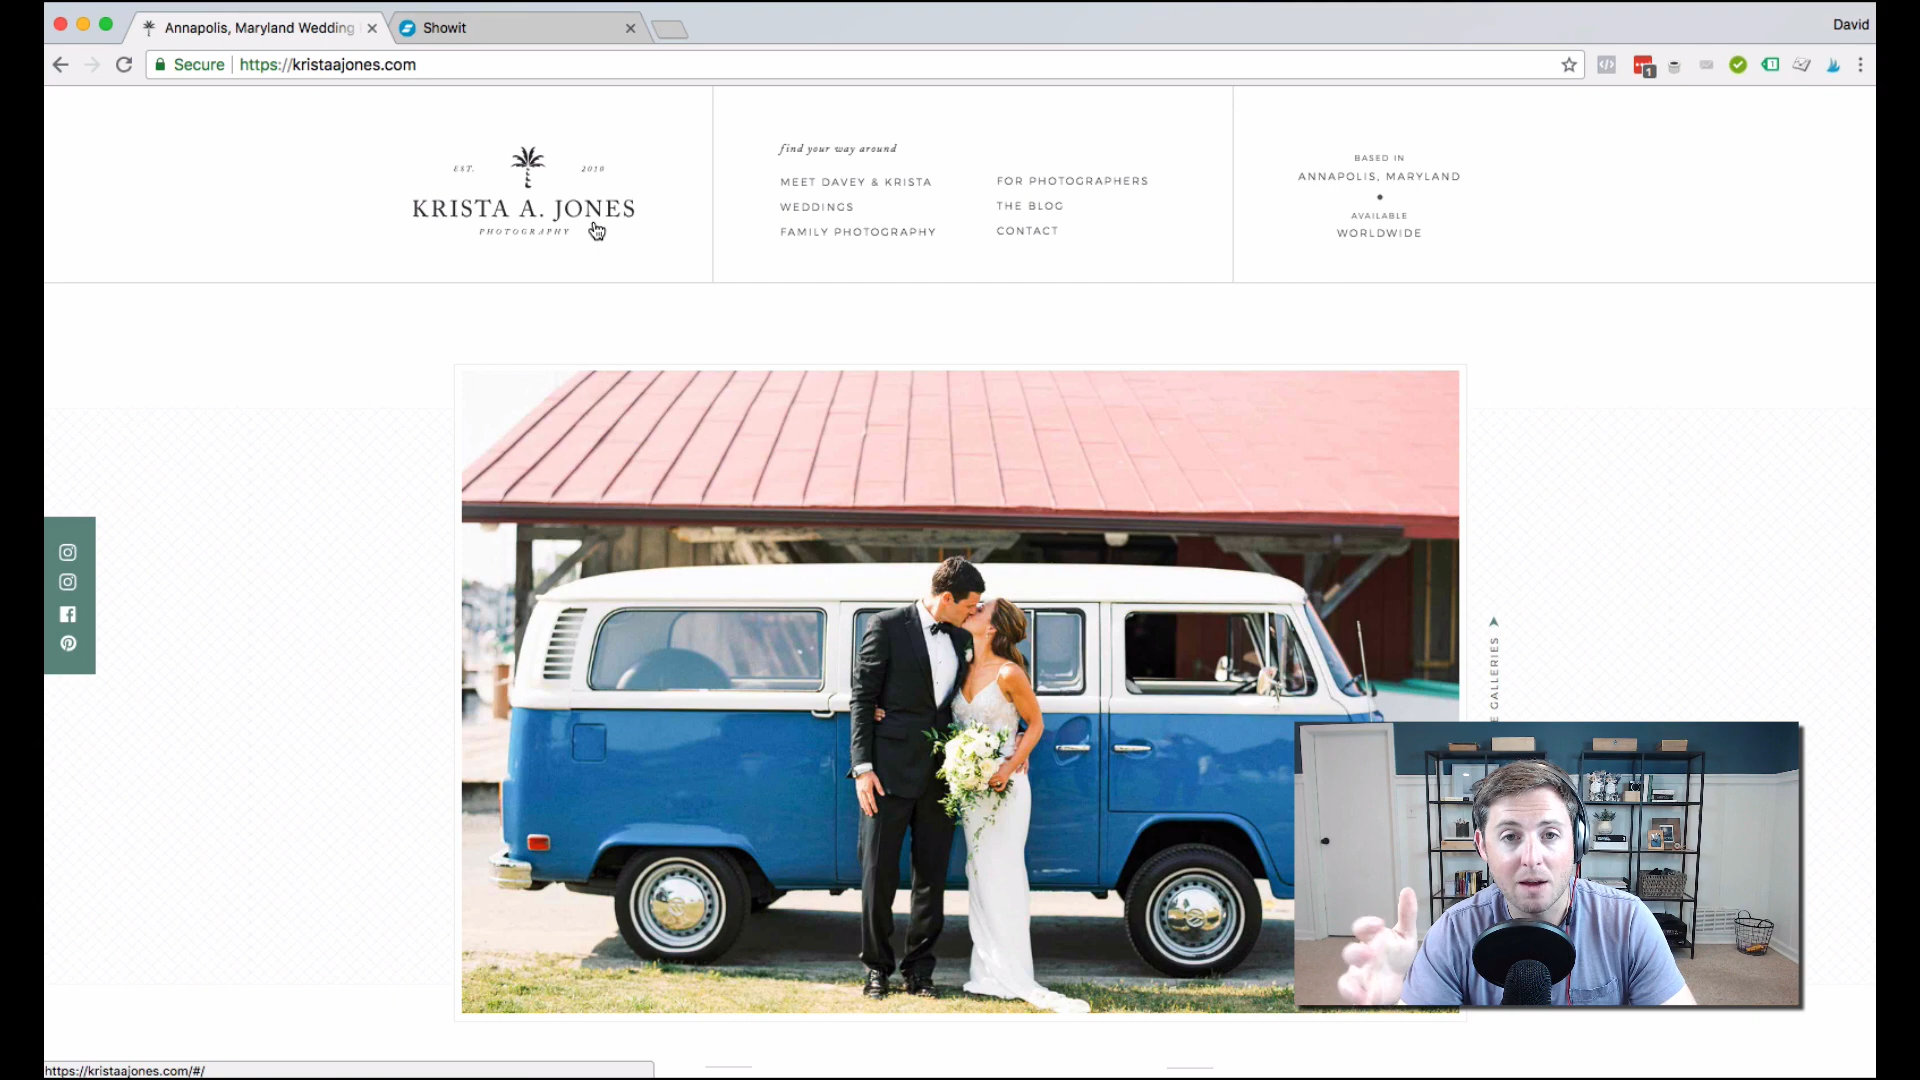 Annapolis, Maryland Wedding
Showit
David
Secure
https://kristaajones.com
1
EST.
2010
KRISTA A. JONES
PHOTOGRAPHY
find your way around
MEET DAVEY & KRISTA
WEDDINGS
FAMILY PHOTOGRAPHY
FOR PHOTOGRAPHERS
THE BLOG
CONTACT
BASED IN
ANNAPOLIS, MARYLAND
AVAILABLE
WORLDWIDE
GALLERIES
https://kristaajones.com/#/